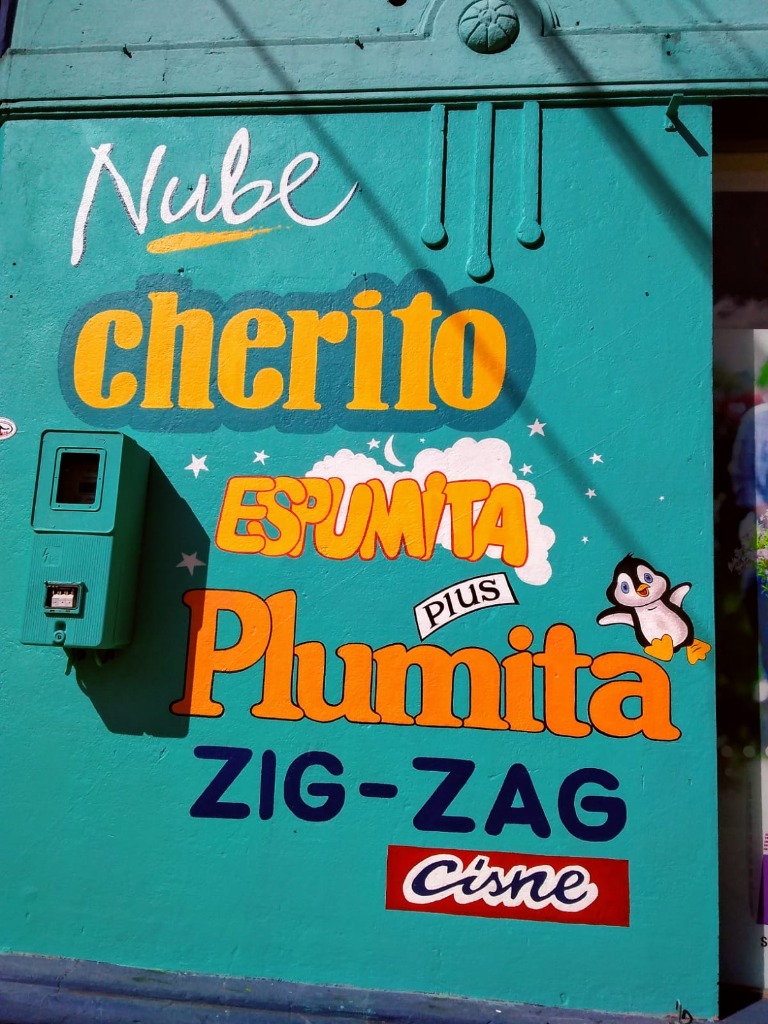 Nube
cherito
ESPUMITA
Plus
Plumita
ZIG-ZAG
Cisne